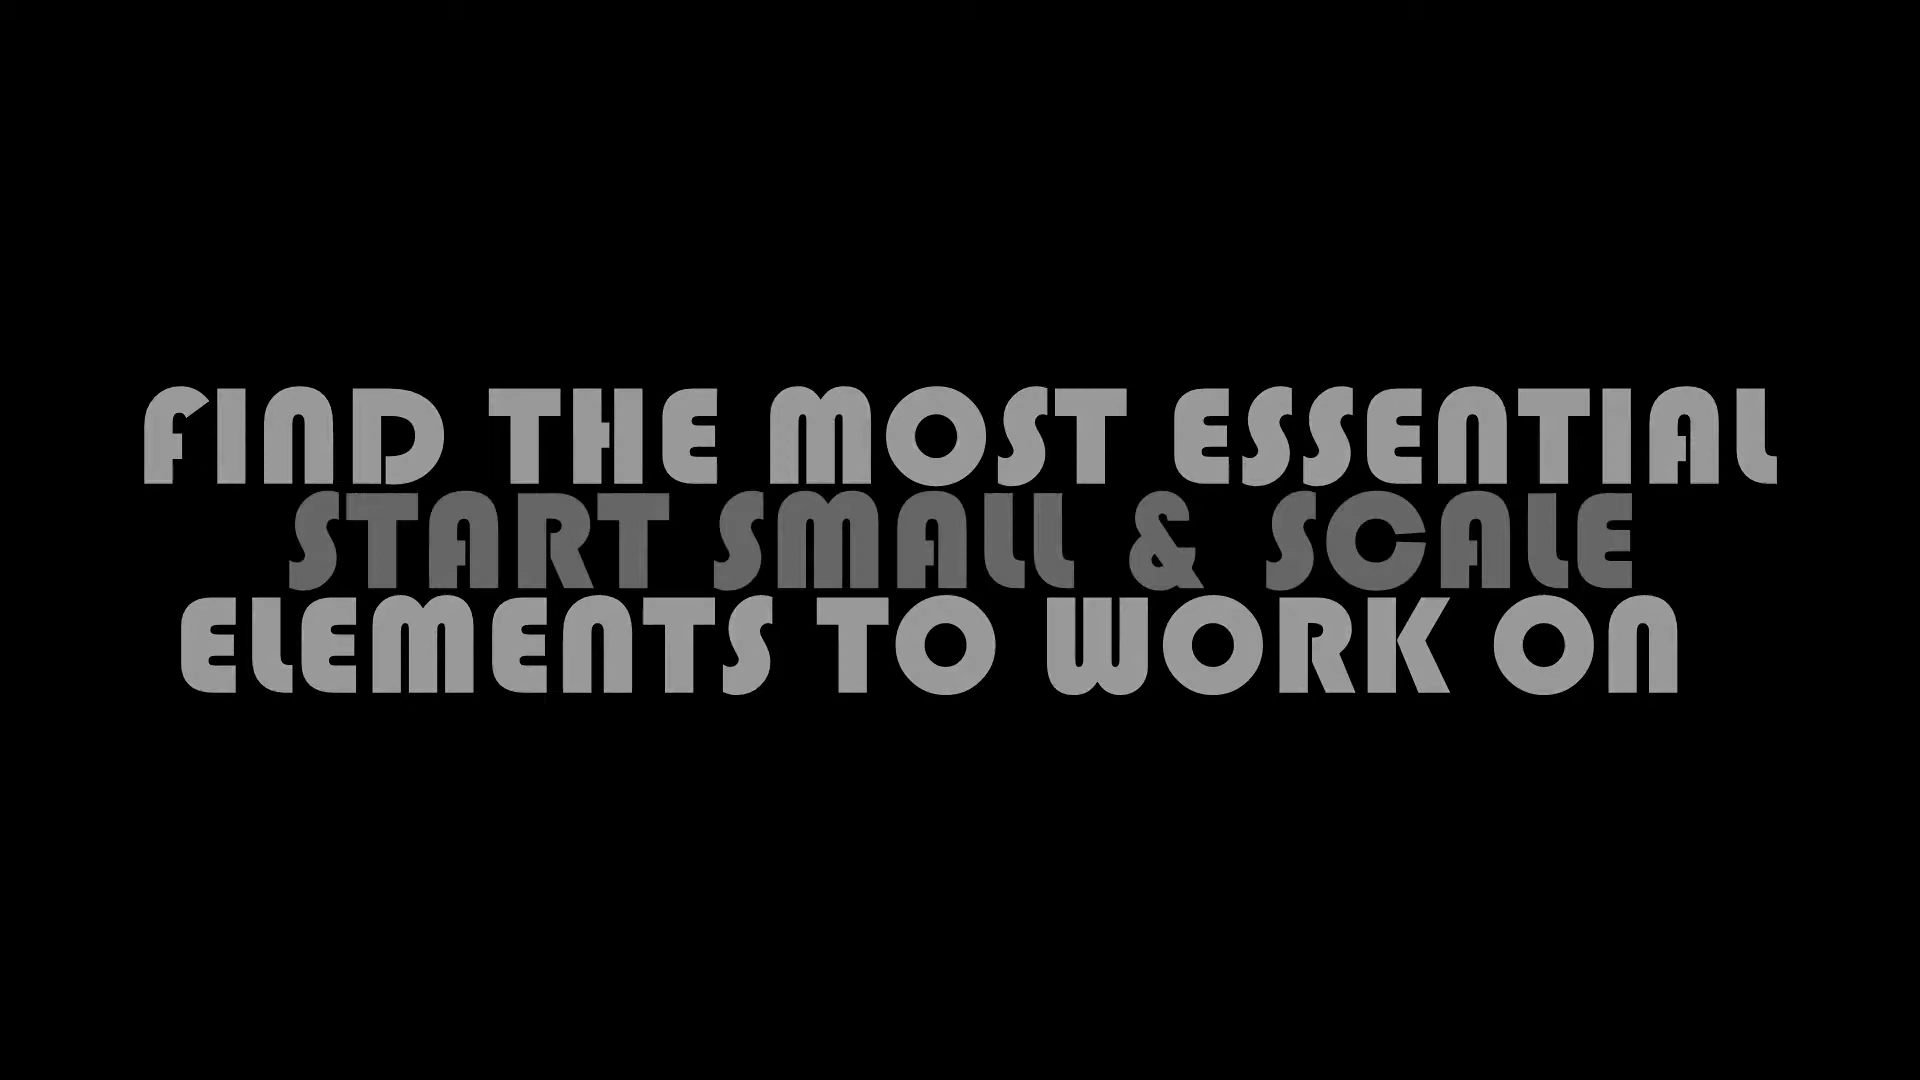 FIND THE MOST ESSENTIAL
START SMALL & SCALE
ELEMENTS TO WORK ON